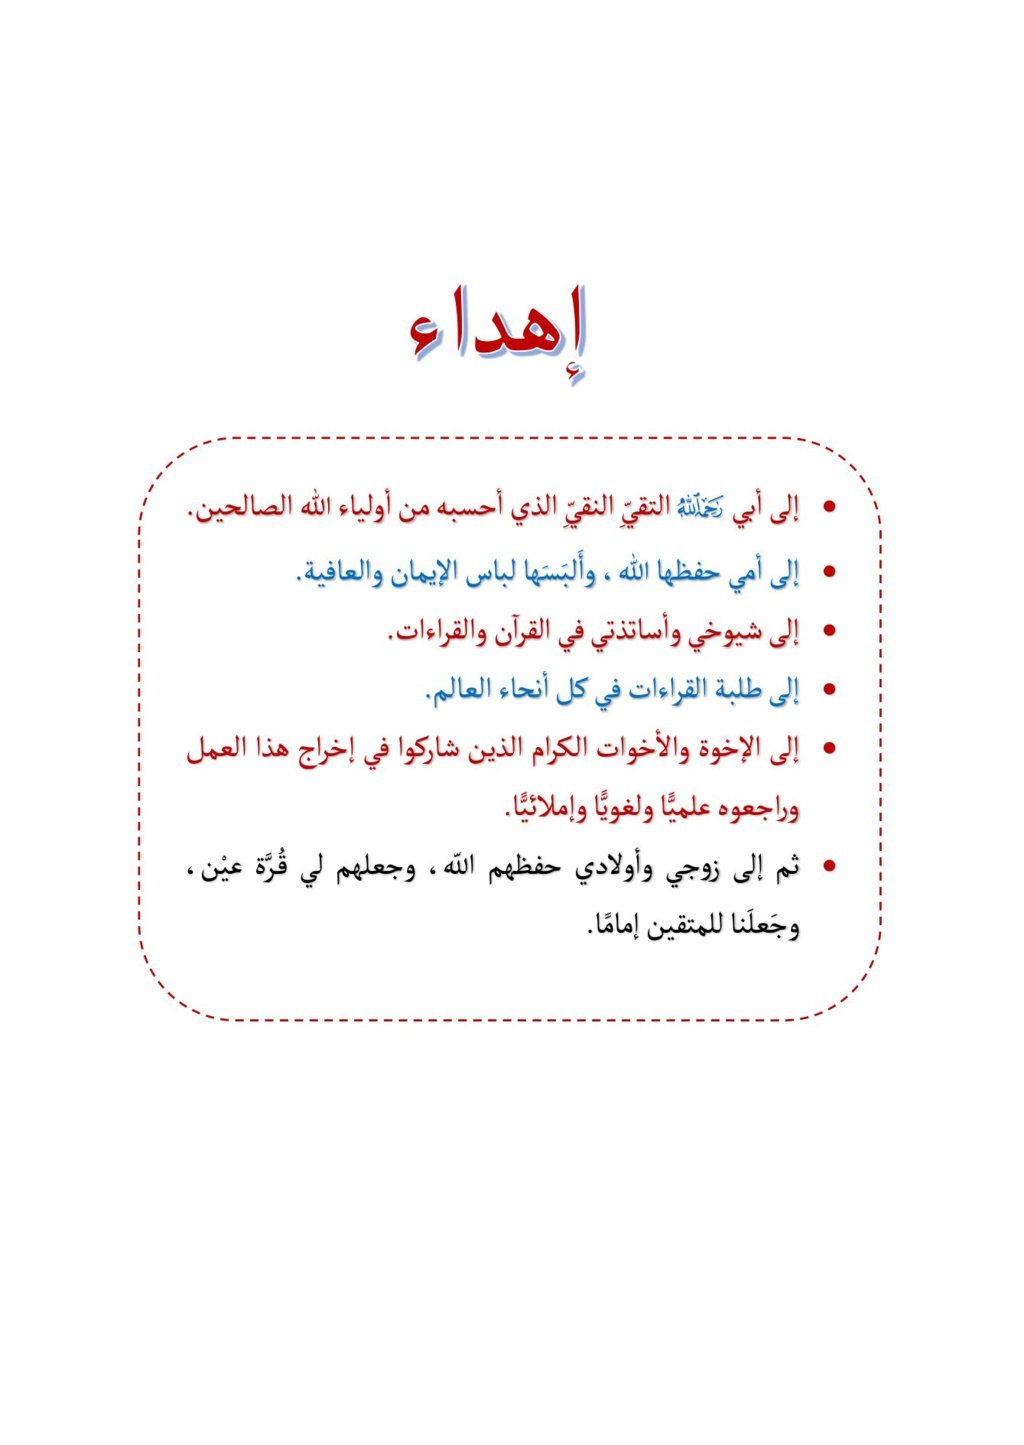 إهداء
• إلى أبي رَحِمَهُ ٱللَّهُ التقيِّ النقيِّ الذي أحسبه من أولياء الله الصالحين.
• إلى أمي حفظها الله ، وأَلبَسَها لباس الإيمان والعافية.
• إلى شيوخي وأساتذتي في القرآن والقراءات.
• إلى طلبة القراءات في كل أنحاء العالم.
• إلى الإخوة والأخوات الكرام الذين شاركوا في إخراج هذا العمل
وراجعوه علميًّا ولغويًّا وإملائيًّا.
• ثم إلى زوجي وأولادي حفظهم الله ، وجعلهم لي قُرَّة عيْن ،
وجَعلَنا للمتقين إمامًا.